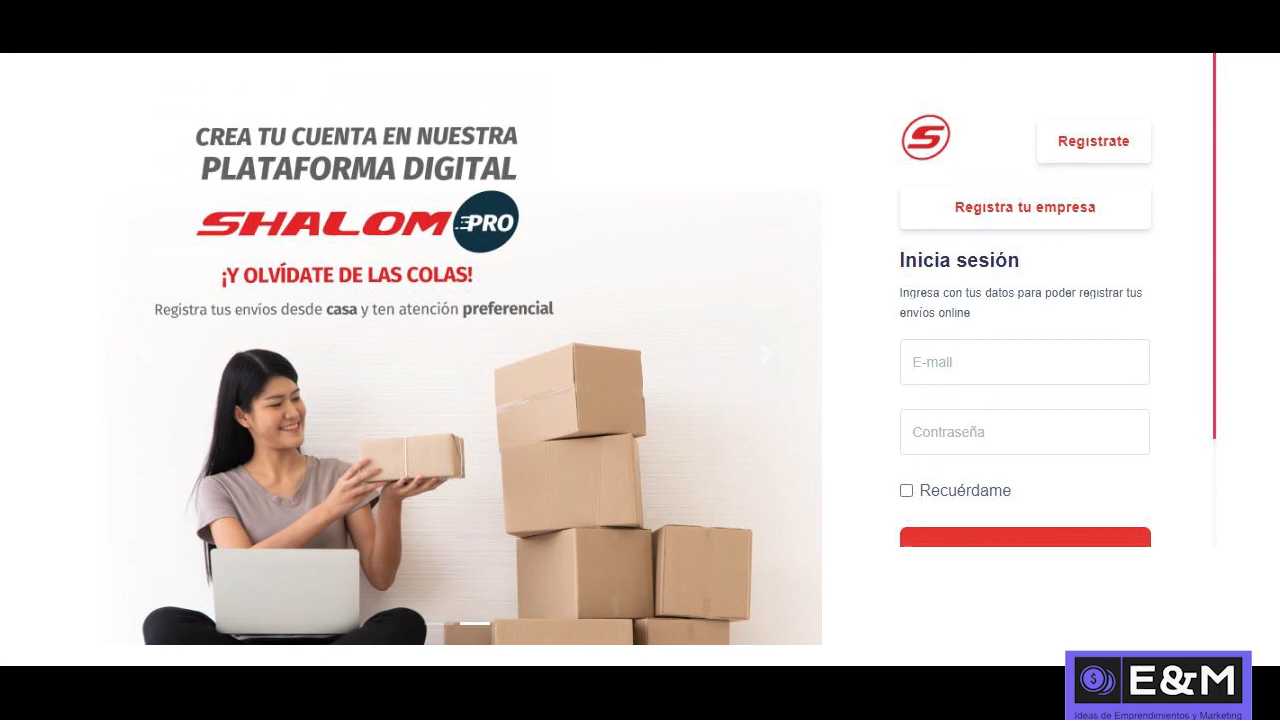 CREA TU CUENTA EN NUESTRA
PLATAFORMA DIGITAL
SHALOM PRO
¡Y OLVÍDATE DE LAS COLAS!
Registra tus envíos desde casa y ten atención preferencial
S
Regístrate
Registra tu empresa
Inicia sesión
Ingresa con tus datos para poder registrar tus
envíos online
E-mail
Contraseña
Recuérdame
$
E&M
Ideas de Emprendimientos y Marketing